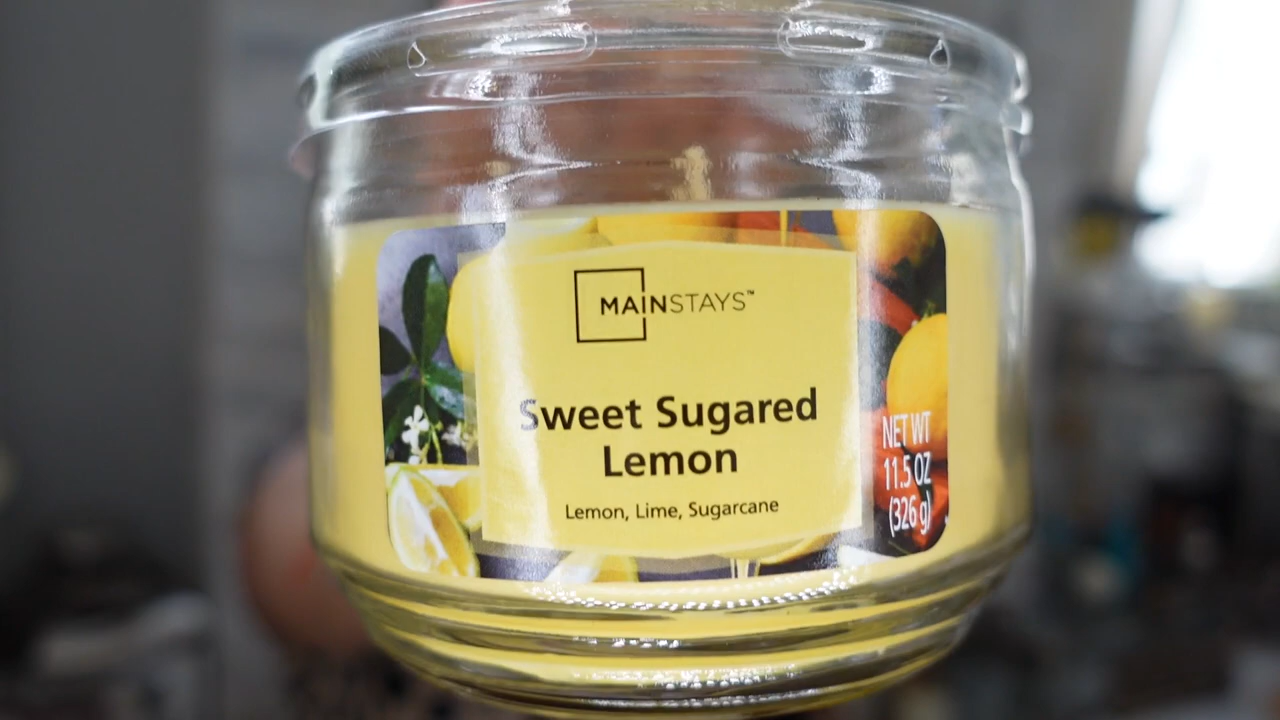 MAINSTAYS™
Sweet Sugared
Lemon
Lemon, Lime, Sugarcane
NET WT
11.5 OZ
(326 g)